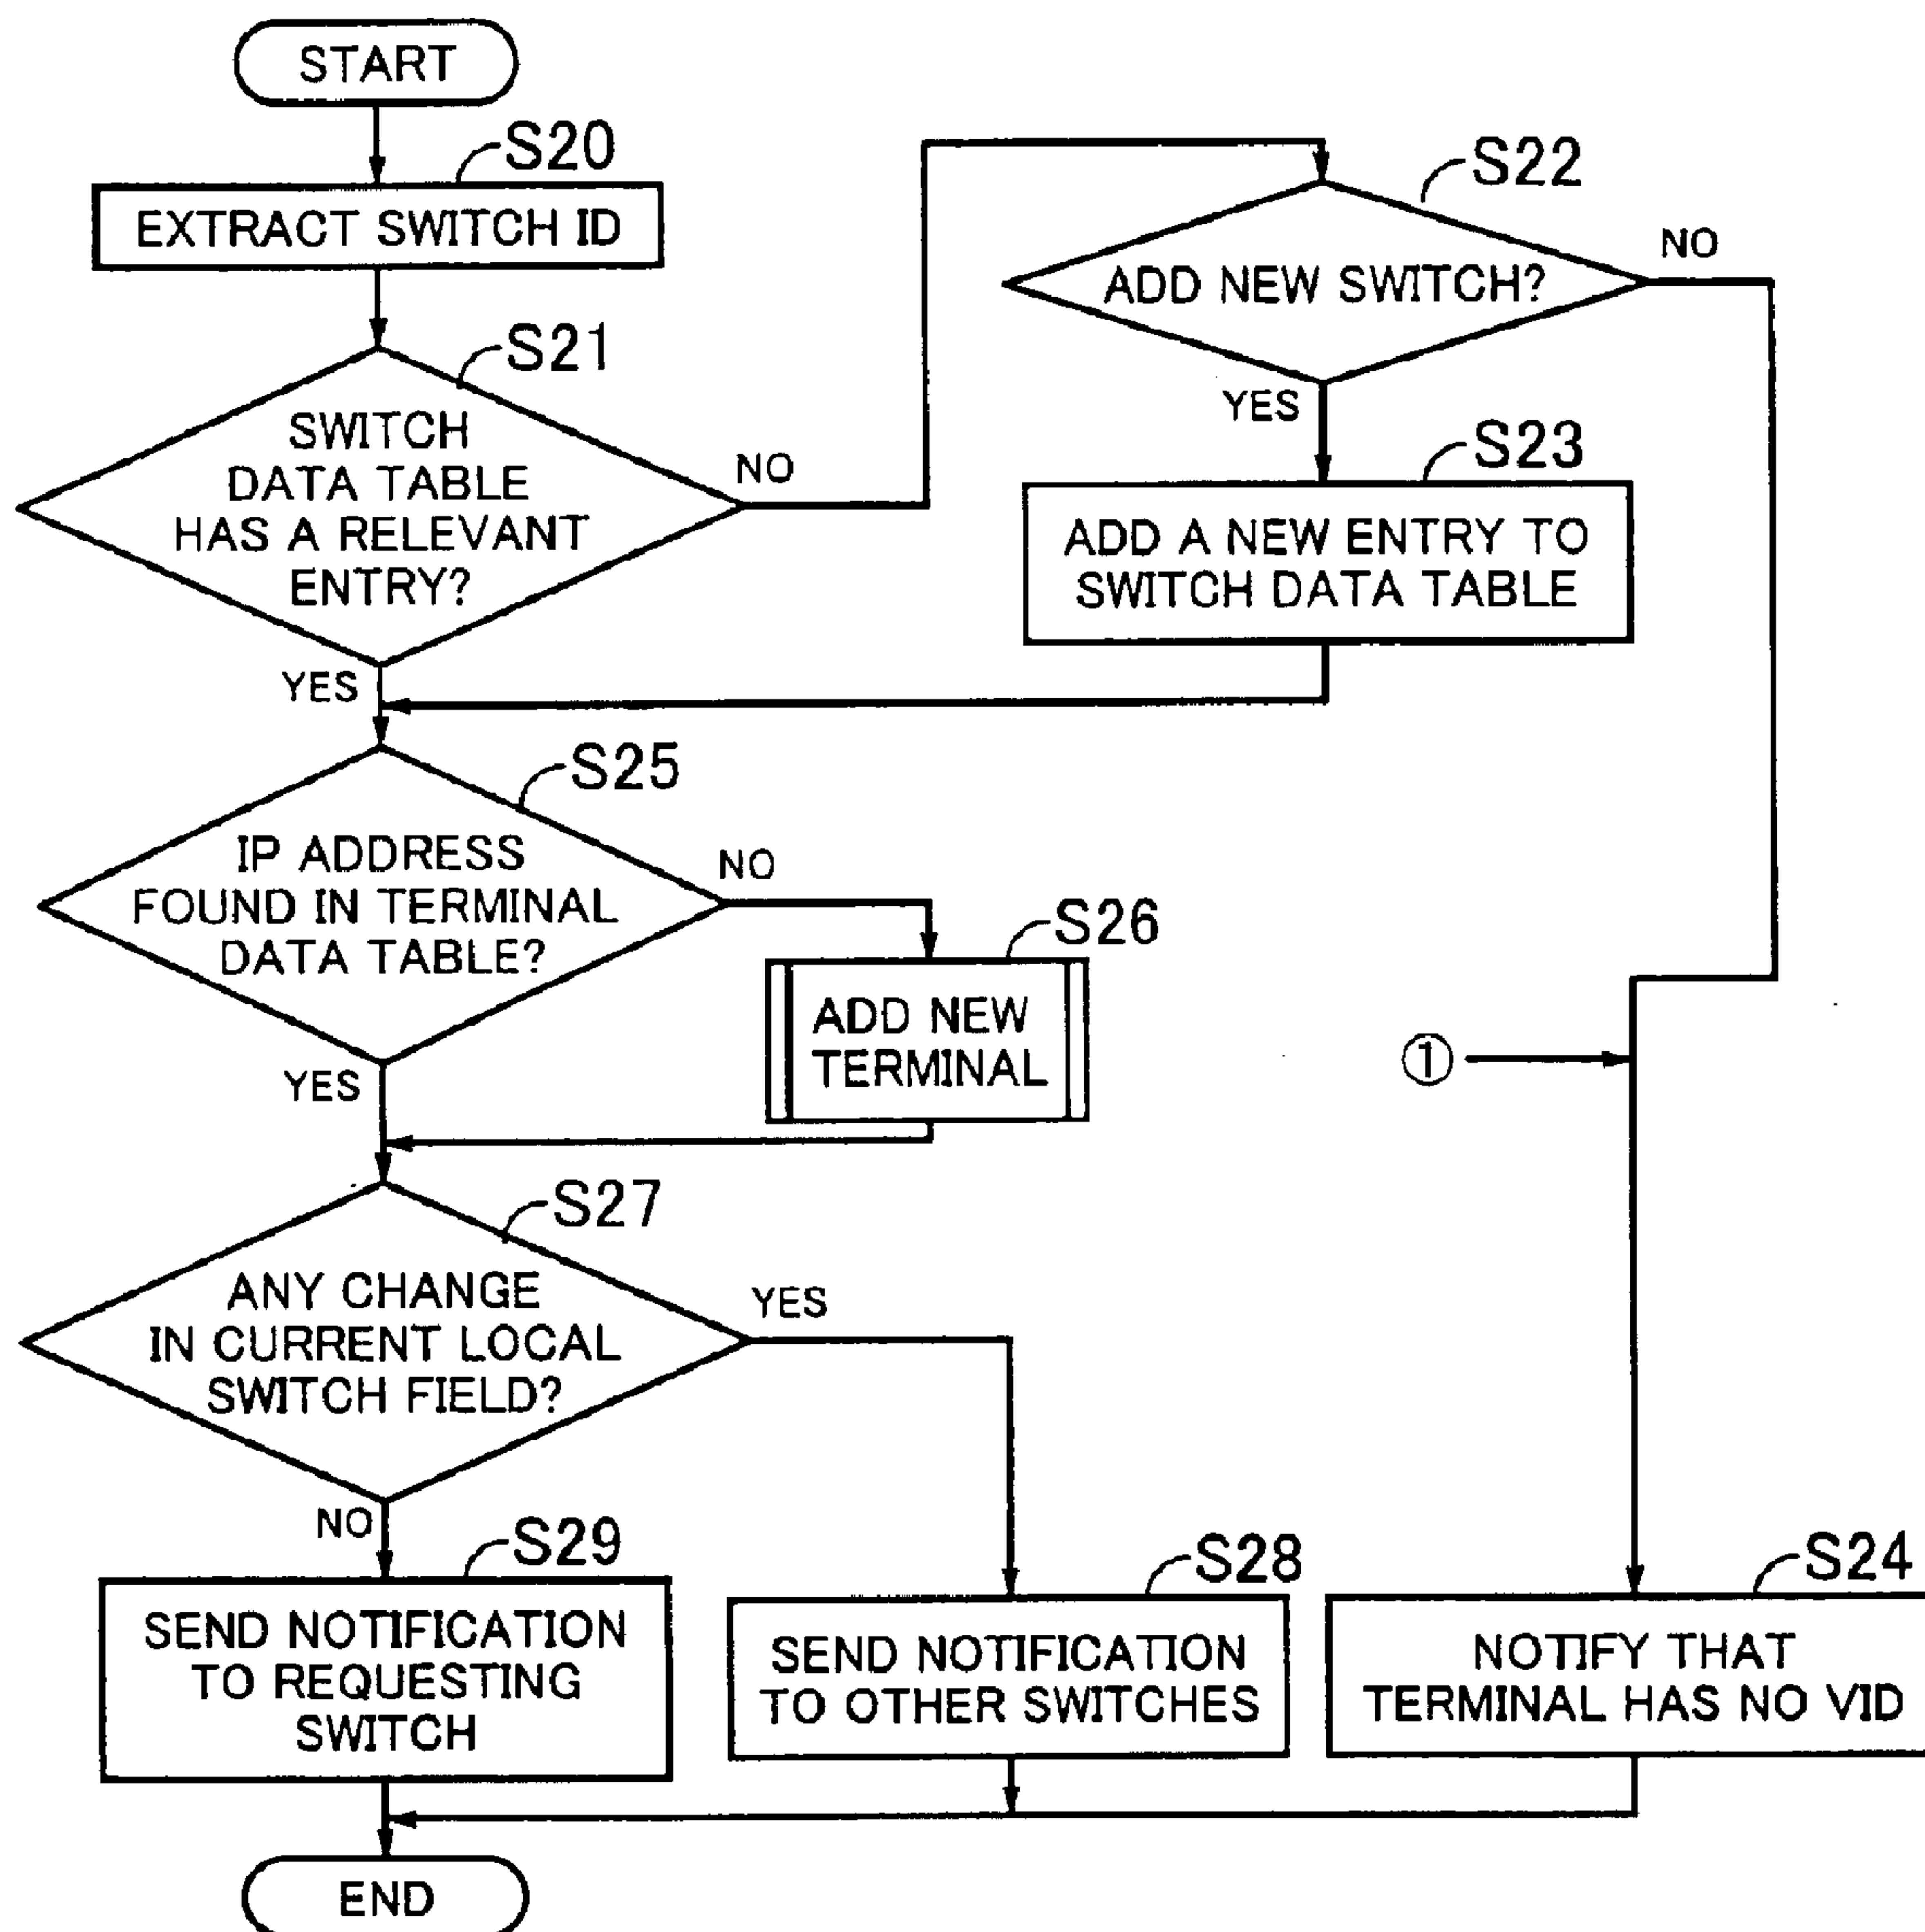 START
S20
EXTRACT SWITCH ID
S21
SWITCH
DATA TABLE
HAS A RELEVANT
ENTRY?
NO
YES
S22
ADD NEW SWITCH?
NO
YES
S23
ADD A NEW ENTRY TO
SWITCH DATA TABLE
S25
IP ADDRESS
FOUND IN TERMINAL
DATA TABLE?
NO
YES
S26
ADD NEW
TERMINAL
①
S27
ANY CHANGE
IN CURRENT LOCAL
SWITCH FIELD?
YES
NO
S29
SEND NOTIFICATION
TO REQUESTING
SWITCH
S28
SEND NOTIFICATION
TO OTHER SWITCHES
S24
NOTIFY THAT
TERMINAL HAS NO VID
END